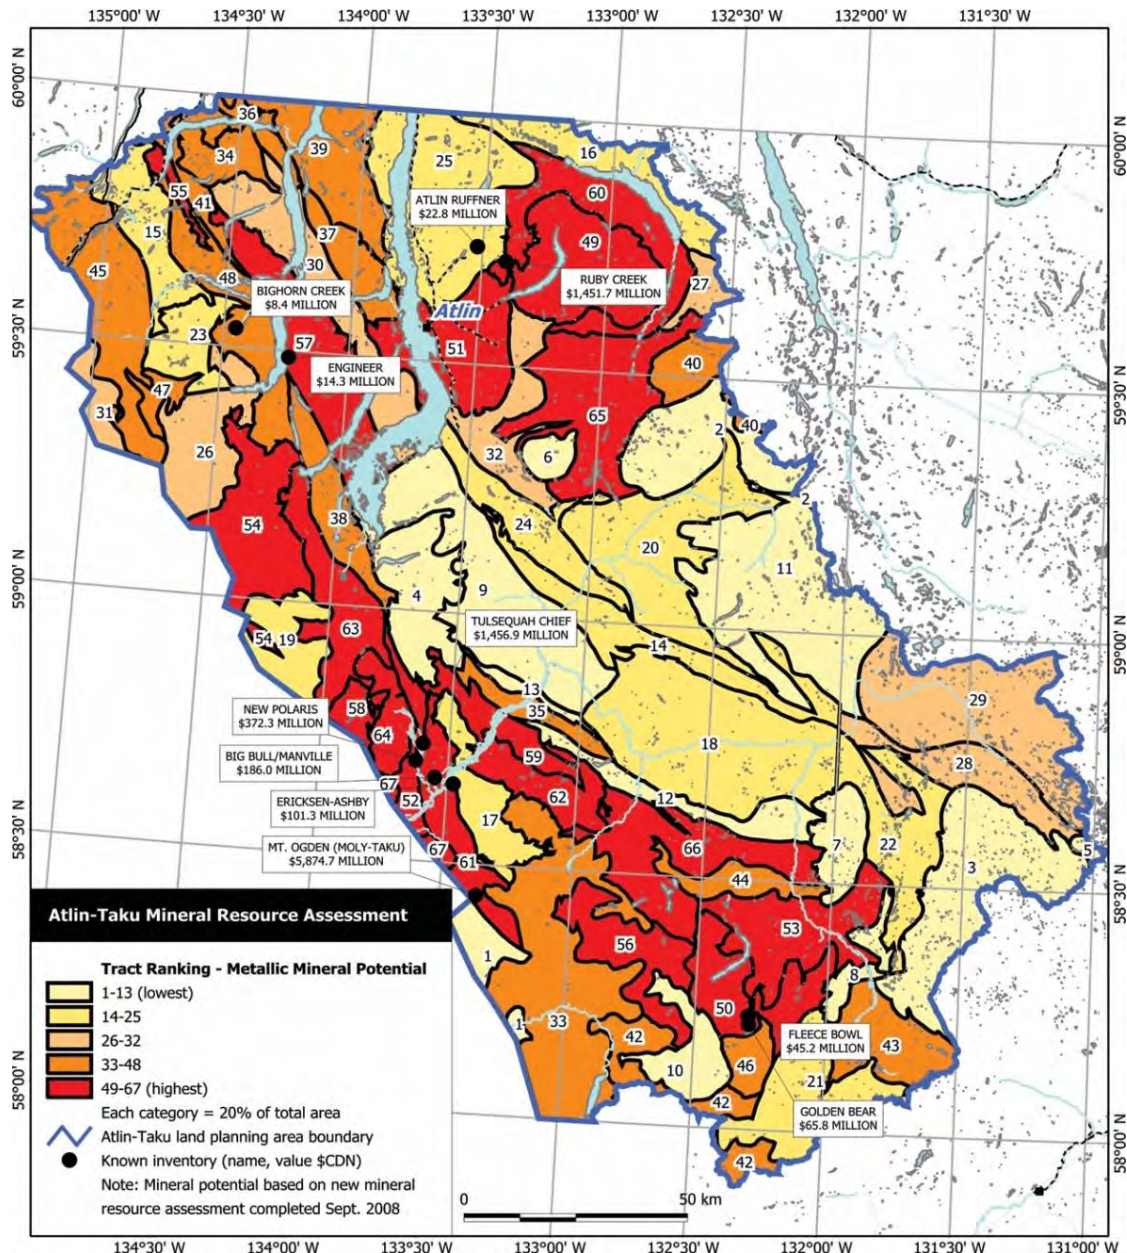 134°30' W 134°00' W 133°30' W 133°00' W 132°30' W 132°00' W 131°30' W
60°00' N
60°00' N
36
39
34
25
16
60
55
41
ATLIN RUFFNER
$22.8 MILLION
15
37
49
45
48
30
27
BIGHORN CREEK
$8.4 MILLION
RUBY CREEK
$1,451.7 MILLION
Atlin
59°30' N
23
57
51
40
ENGINEER
$14.3 MILLION
59°30' N
47
31
65
2
40
26
32
6
2
54
38
24
20
11
59°00' N
4
9
TULSEQUAH CHIEF
$1,456.9 MILLION
63
54
19
14
59°00' N
13
29
NEW POLARIS
$372.3 MILLION
58
35
64
18
BIG BULL/MANVILLE
$186.0 MILLION
59
28
67
ERICKSEN-ASHBY
$101.3 MILLION
52
62
12
17
58°30' N
MT. OGDEN (MOLY-TAKU)
$5,874.7 MILLION
67
61
66
7
22
5
3
44
58°30' N
53
56
1
8
50
1
33
42
FLEECE BOWL
$45.2 MILLION
43
10
46
21
42
GOLDEN BEAR
$65.8 MILLION
58°00' N
58°00' N
42
Atlin-Taku Mineral Resource Assessment
Tract Ranking - Metallic Mineral Potential
1-13 (lowest)
14-25
26-32
33-48
49-67 (highest)
Each category = 20% of total area
Atlin-Taku land planning area boundary
Known inventory (name, value $CDN)
Note: Mineral potential based on new mineral
resource assessment completed Sept. 2008
0 50 km
134°30' W 134°00' W 133°30' W 133°00' W 132°30' W 132°00' W 131°30' W